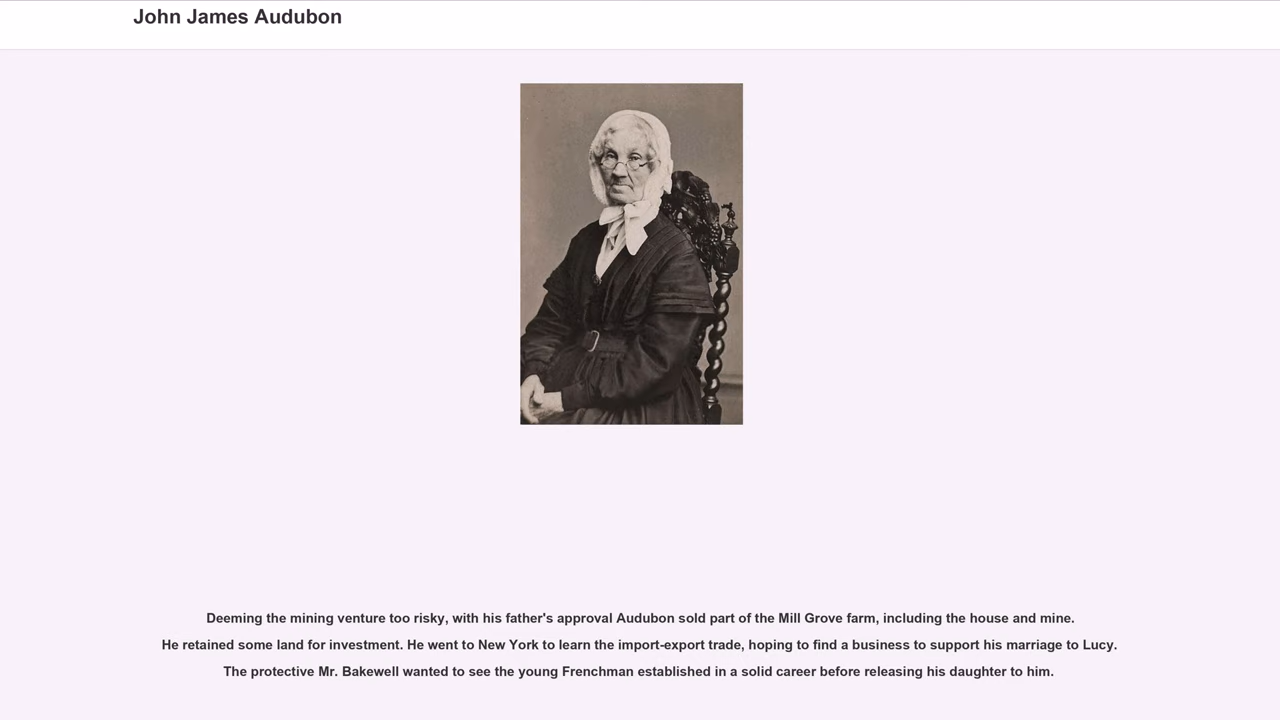 John James Audubon
Deeming the mining venture too risky, with his father's approval Audubon sold part of the Mill Grove farm, including the house and mine.
He retained some land for investment. He went to New York to learn the import-export trade, hoping to find a business to support his marriage to Lucy.
The protective Mr. Bakewell wanted to see the young Frenchman established in a solid career before releasing his daughter to him.